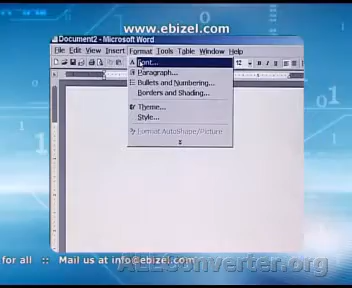 www.ebizel.com
Document2 - Microsoft Word
File Edit View Insert Format Tools Table Window Help
Font...
12 B I U
Paragraph...
Bullets and Numbering...
Borders and Shading...
Theme...
Style...
Format AutoShape/Picture
for all :: Mail us at info@ebizel.com
ALLConverter.org